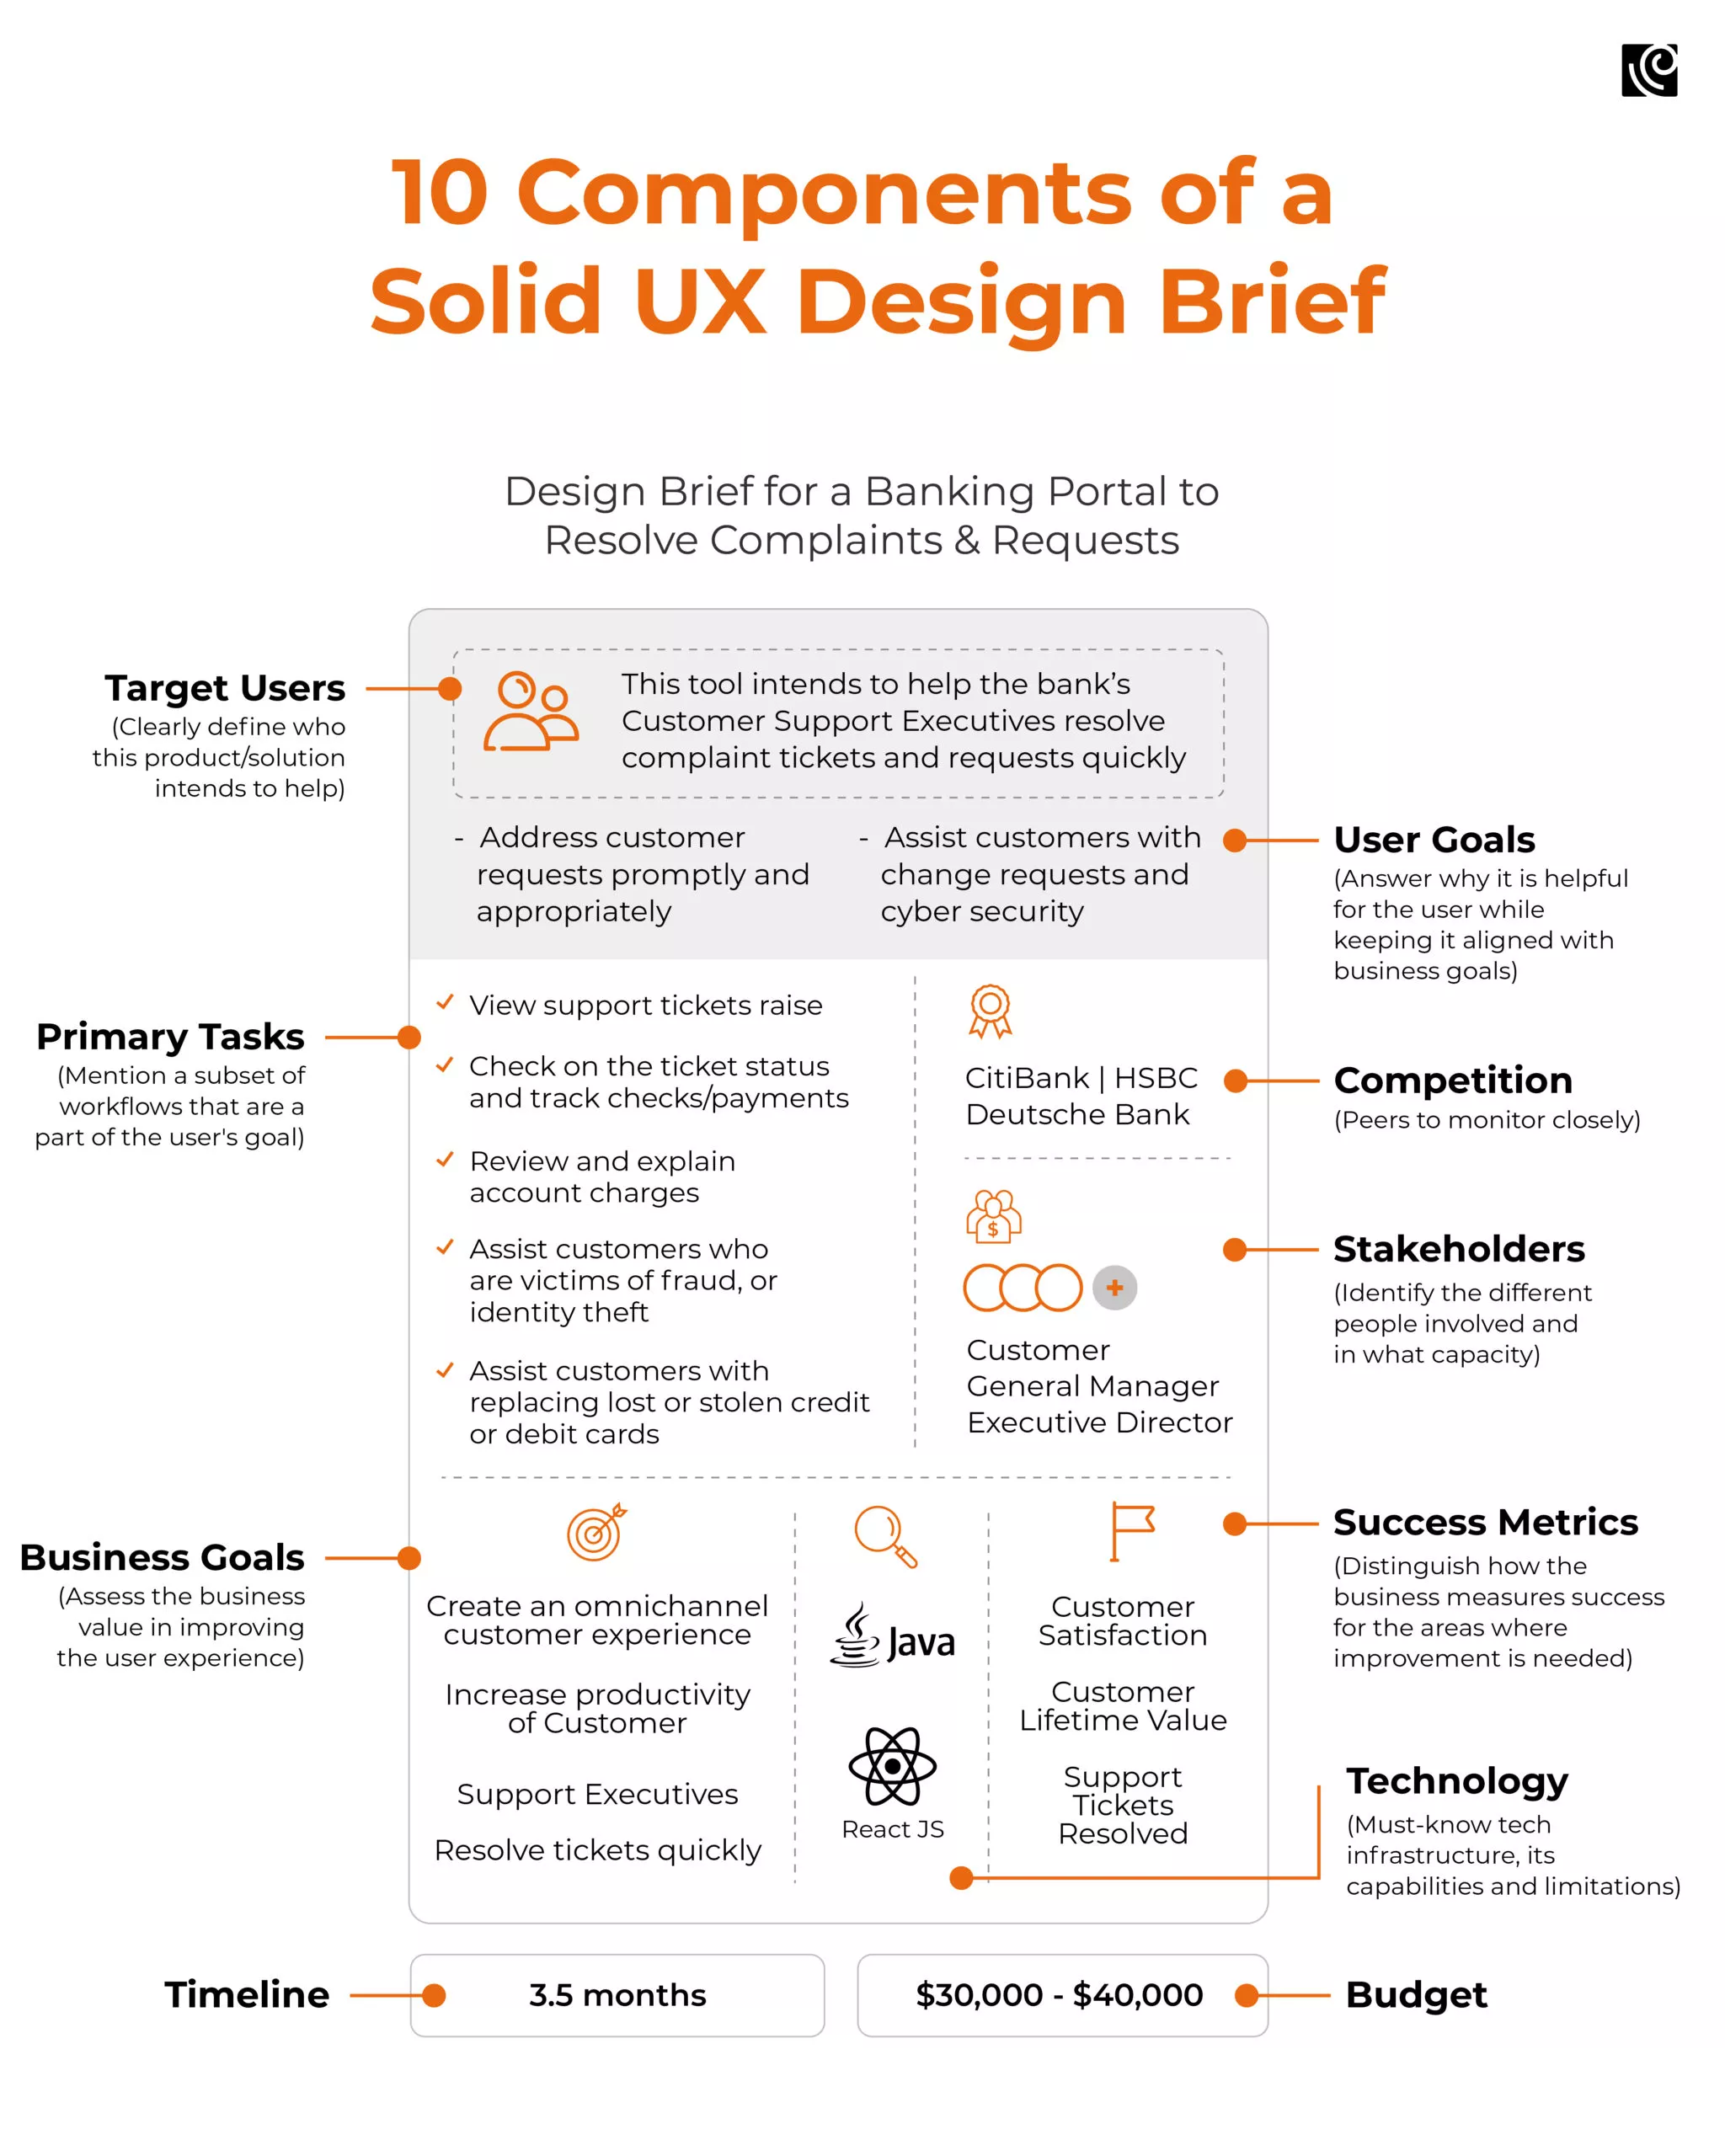 10 Components of a
Solid UX Design Brief
Design Brief for a Banking Portal to
Resolve Complaints & Requests
Target Users
(Clearly define who
this product/solution
intends to help)
This tool intends to help the bank's
Customer Support Executives resolve
complaint tickets and requests quickly
- Address customer
requests promptly and
appropriately
- Assist customers with
change requests and
cyber security
User Goals
(Answer why it is helpful
for the user while
keeping it aligned with
business goals)
Primary Tasks
(Mention a subset of
workflows that are a
part of the user's goal)
View support tickets raise
Check on the ticket status
and track checks/payments
Review and explain
account charges
Assist customers who
are victims of fraud, or
identity theft
Assist customers with
replacing lost or stolen credit
or debit cards
CitiBank | HSBC
Deutsche Bank
Competition
(Peers to monitor closely)
$
+
Customer
General Manager
Executive Director
Stakeholders
(Identify the different
people involved and
in what capacity)
Business Goals
(Assess the business
value in improving
the user experience)
Create an omnichannel
customer experience
Increase productivity
of Customer
Support Executives
Resolve tickets quickly
Java
React JS
Customer
Satisfaction
Customer
Lifetime Value
Support
Tickets
Resolved
Success Metrics
(Distinguish how the
business measures success
for the areas where
improvement is needed)
Technology
(Must-know tech
infrastructure, its
capabilities and limitations)
Timeline
3.5 months
$30,000 - $40,000
Budget